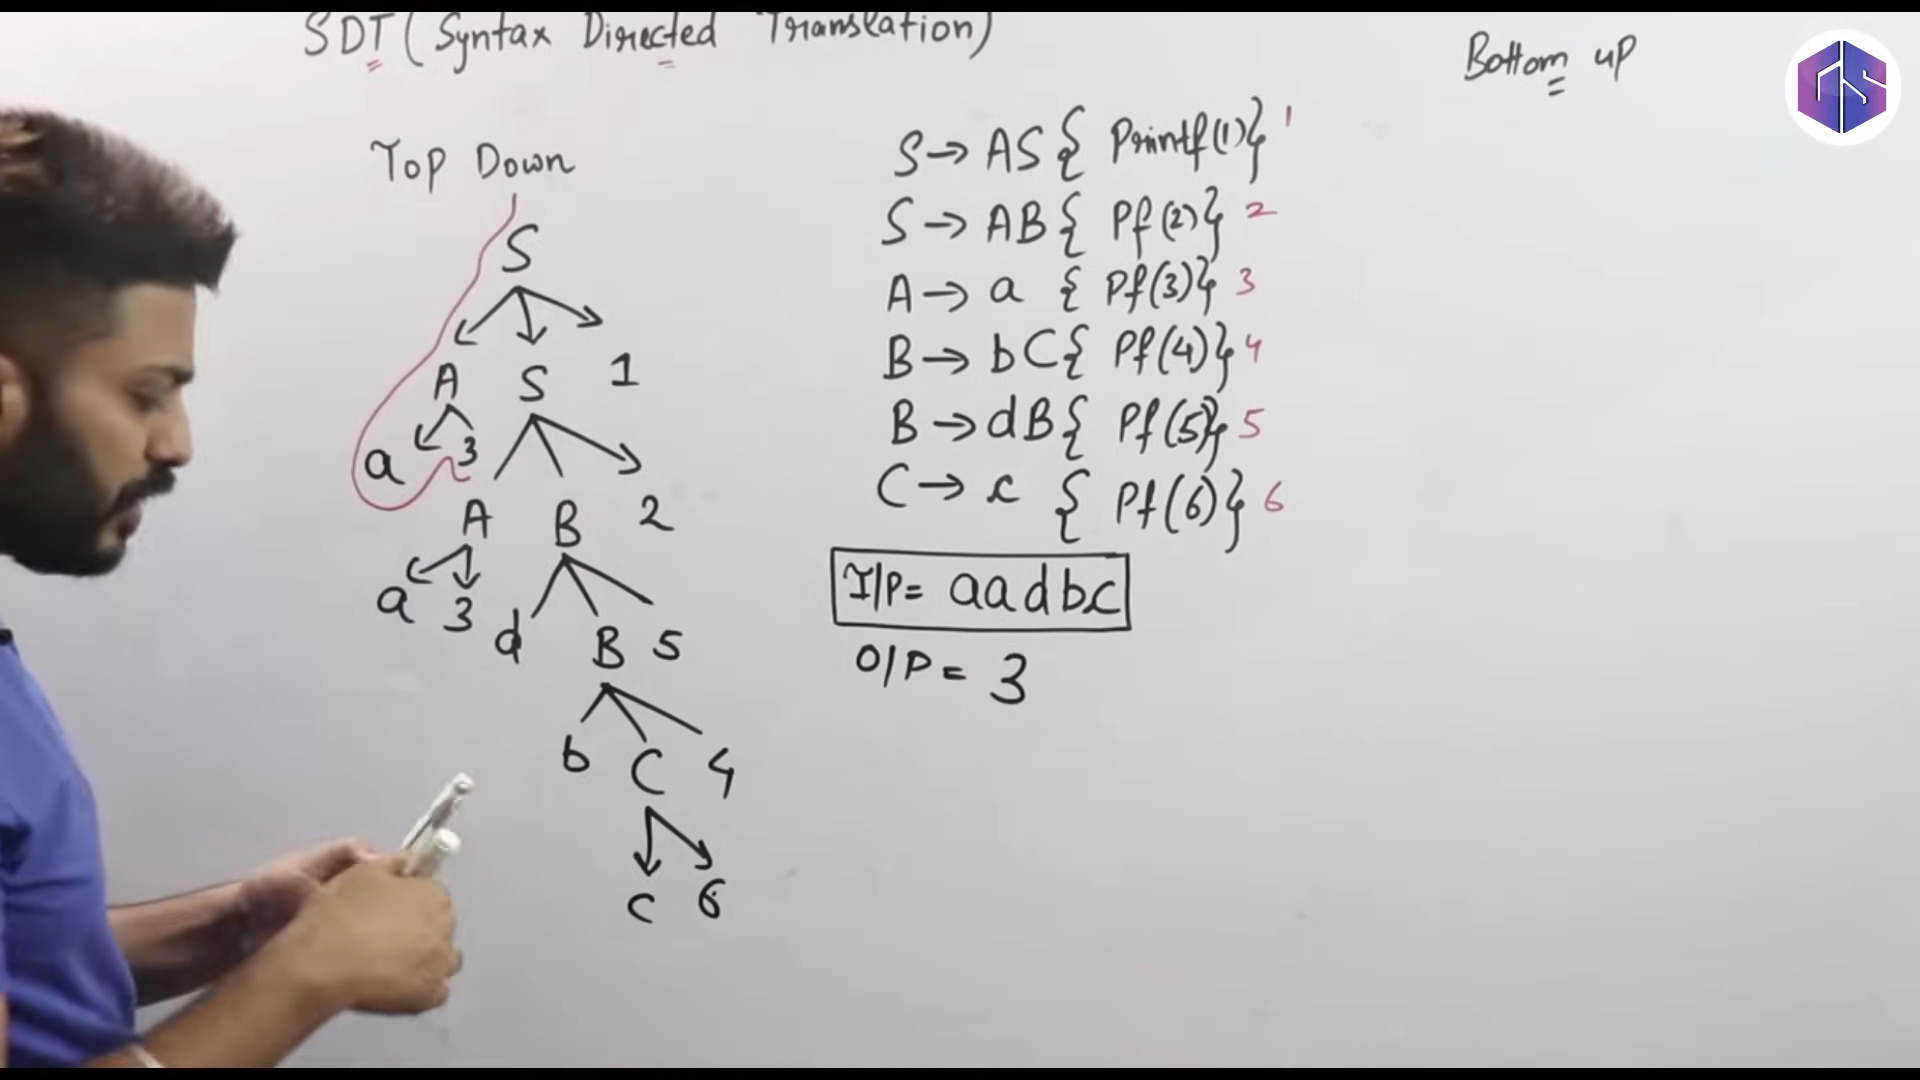 SDT (Syntax Directed Translation)
Bottom up
GS
Top Down
S
A S 1
a 3
A B 2
a 3 d B 5
b C 4
c 6
S → AS { Printf(1)} 1
S → AB { Pf(2)} 2
A → a { Pf(3)} 3
B → bC { Pf(4)} 4
B → dB { Pf(5)} 5
C → c { Pf(6)} 6
I/P = aadbc
O/P = 3